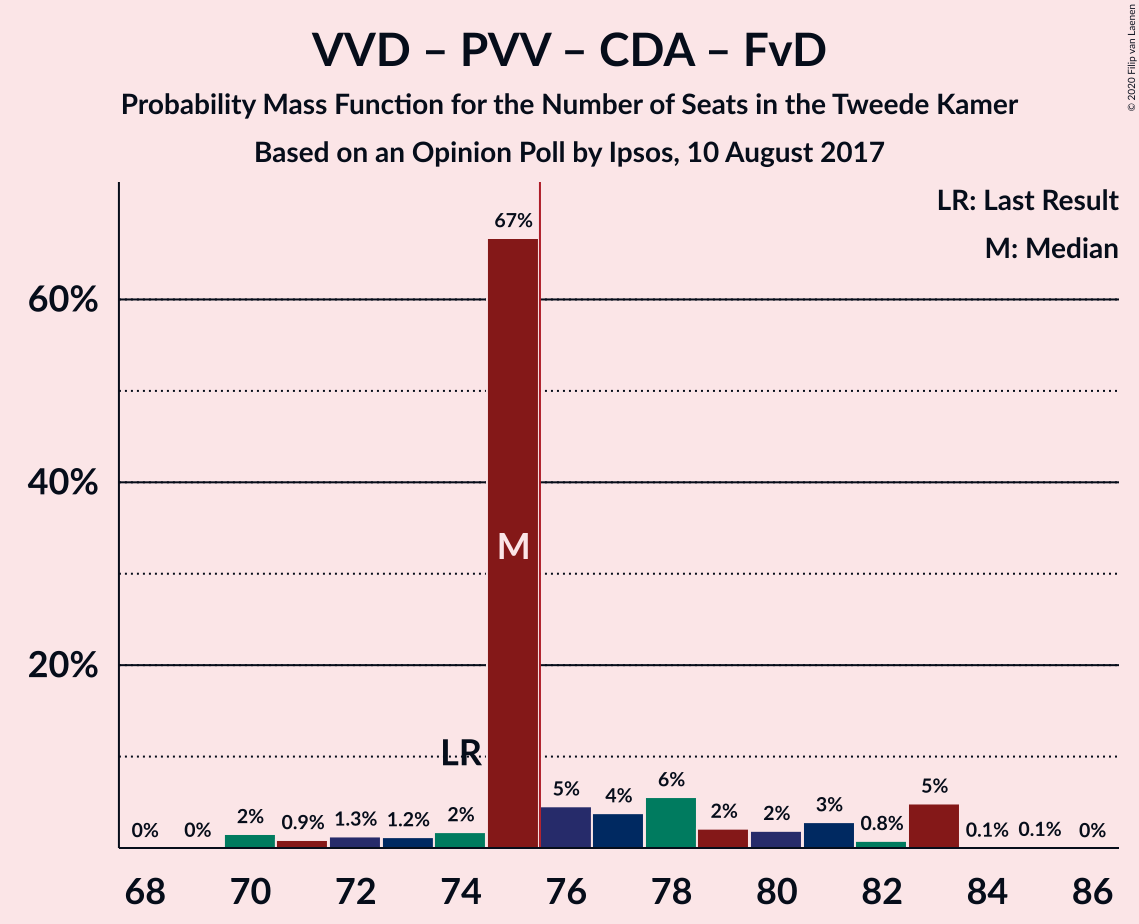 VVD – PVV – CDA – FvD
Probability Mass Function for the Number of Seats in the Tweede Kamer
Based on an Opinion Poll by Ipsos, 10 August 2017
© 2020 Filip van Laenen
LR: Last Result
M: Median
60%
40%
20%
0%
0%
2%
0.9%
1.3%
1.2%
2%
LR
67%
M
5%
4%
6%
2%
2%
3%
0.8%
5%
0.1%
0.1%
0%
68 70 72 74 76 78 80 82 84 86